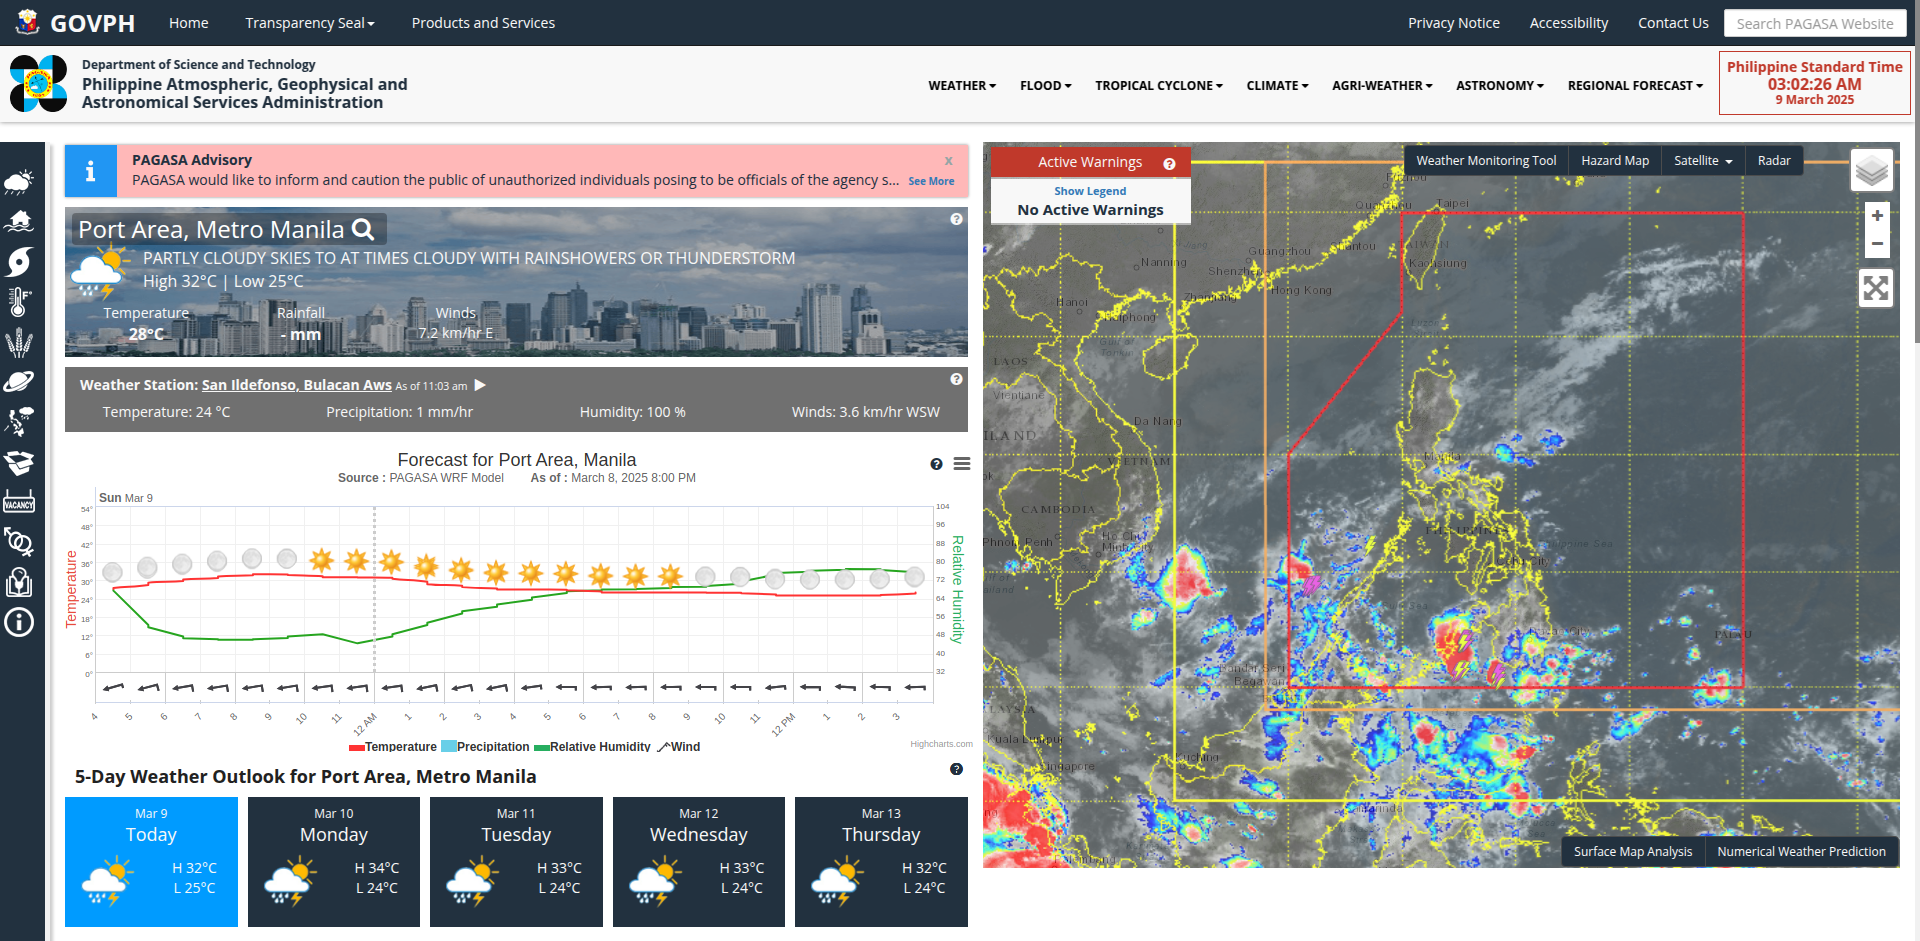 GOVPH
Home
Transparency Seal
Products and Services
Privacy Notice
Accessibility
Contact Us
Search PAGASA Website
Department of Science and Technology
Philippine Atmospheric, Geophysical and
Astronomical Services Administration
WEATHER
FLOOD
TROPICAL CYCLONE
CLIMATE
AGRI-WEATHER
ASTRONOMY
REGIONAL FORECAST
Philippine Standard Time
03:02:26 AM
9 March 2025
PAGASA Advisory
x
PAGASA would like to inform and caution the public of unauthorized individuals posing to be officials of the agency s... See More
Port Area, Metro Manila
PARTLY CLOUDY SKIES TO AT TIMES CLOUDY WITH RAINSHOWERS OR THUNDERSTORM
High 32°C | Low 25°C
Temperature
28°C
Rainfall
- mm
Winds
7.2 km/hr E
Weather Station: San Ildefonso, Bulacan Aws As of 11:03 am
Temperature: 24 °C
Precipitation: 1 mm/hr
Humidity: 100 %
Winds: 3.6 km/hr WSW
Forecast for Port Area, Manila
Source : PAGASA WRF Model As of : March 8, 2025 8:00 PM
Sun Mar 9
54° 48° 42° 36° 30° 24° 18° 12° 6° 0°
Temperature
104 96 88 80 72 64 56 48 40 32
Relative Humidity
4 5 6 7 8 9 10 11 12 AM 1 2 3 4 5 6 7 8 9 10 11 12 PM 1 2 3
Temperature Precipitation Relative Humidity Wind
Highcharts.com
5-Day Weather Outlook for Port Area, Metro Manila
Mar 9
Today
H 32°C
L 25°C
Mar 10
Monday
H 34°C
L 24°C
Mar 11
Tuesday
H 33°C
L 24°C
Mar 12
Wednesday
H 33°C
L 24°C
Mar 13
Thursday
H 32°C
L 24°C
VACANCY
Active Warnings
Show Legend
No Active Warnings
Weather Monitoring Tool
Hazard Map
Satellite
Radar
+
−
Taipei
Guangzhou
Shenzhen
Nanning
Hong Kong
Kaohsiung
Hanoi
LAOS
Vientiane
Da Nang
VIETNAM
CAMBODIA
Phnom Penh
Ho Chi
Minh City
PALAU
Bandar Seri
Begawan
Kuching
Kuala Lumpur
Singapore
Surface Map Analysis
Numerical Weather Prediction